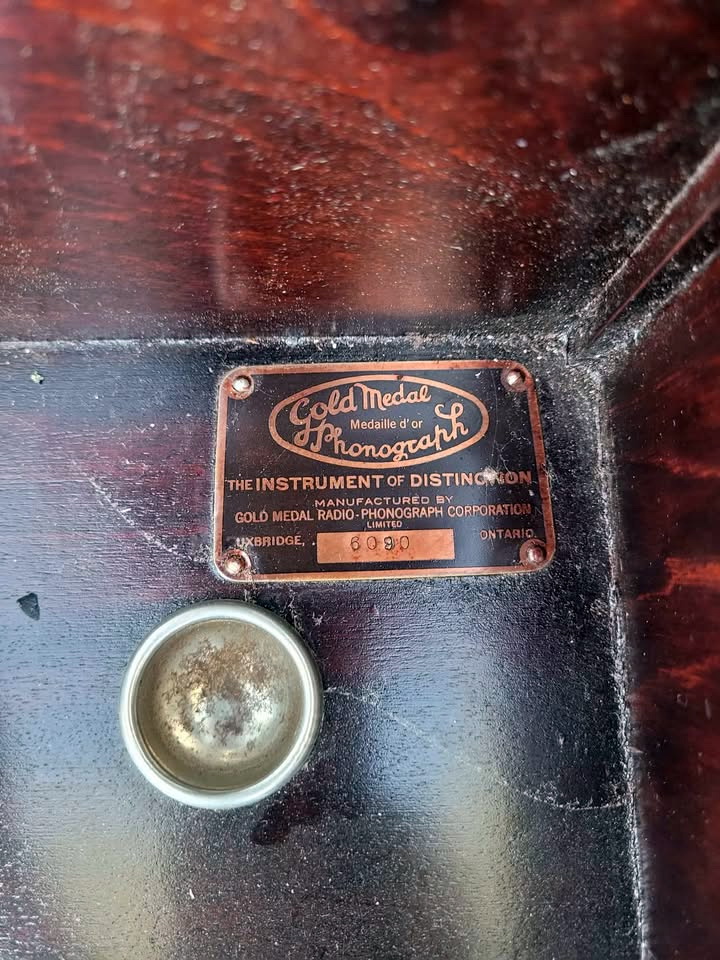 Gold Medal
Medaille d'or
Phonograph
THE INSTRUMENT OF DISTINCTION
MANUFACTURED BY
GOLD MEDAL RADIO-PHONOGRAPH CORPORATION
LIMITED
UXBRIDGE, 6090 ONTARIO.